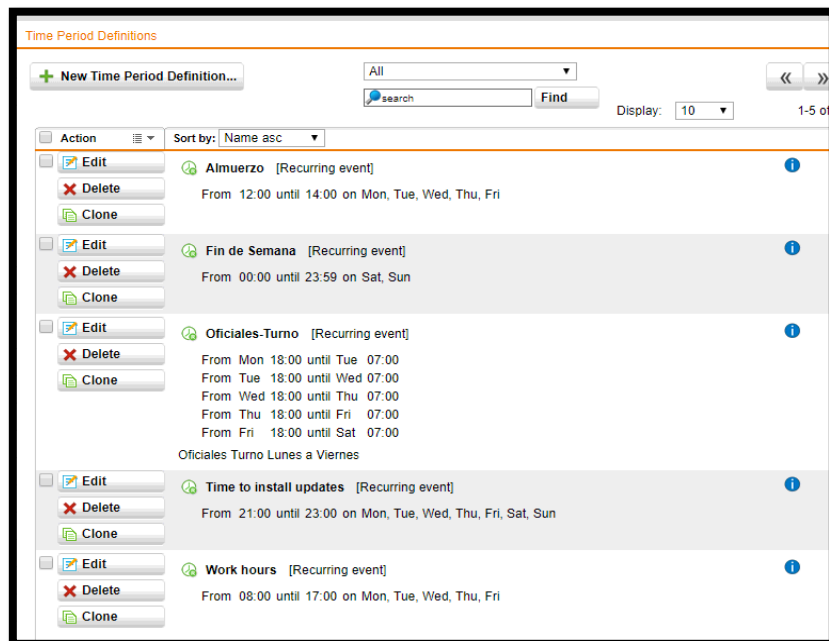 Time Period Definitions
New Time Period Definition...
All
search
Find
Display: 10
1-5 of
Action
Sort by: Name asc
Edit
Almuerzo [Recurring event]
Delete
From 12:00 until 14:00 on Mon, Tue, Wed, Thu, Fri
Clone
Edit
Fin de Semana [Recurring event]
Delete
From 00:00 until 23:59 on Sat, Sun
Clone
Edit
Oficiales-Turno [Recurring event]
Delete
From Mon 18:00 until Tue 07:00
Clone
From Tue 18:00 until Wed 07:00
From Wed 18:00 until Thu 07:00
From Thu 18:00 until Fri 07:00
From Fri 18:00 until Sat 07:00
Oficiales Turno Lunes a Viernes
Edit
Time to install updates [Recurring event]
Delete
From 21:00 until 23:00 on Mon, Tue, Wed, Thu, Fri, Sat, Sun
Clone
Edit
Work hours [Recurring event]
Delete
From 08:00 until 17:00 on Mon, Tue, Wed, Thu, Fri
Clone